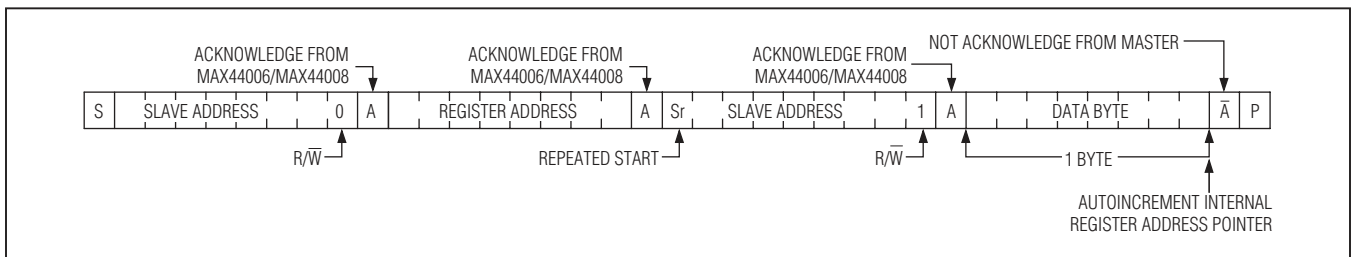 ACKNOWLEDGE FROM
MAX44006/MAX44008
ACKNOWLEDGE FROM
MAX44006/MAX44008
ACKNOWLEDGE FROM
MAX44006/MAX44008
NOT ACKNOWLEDGE FROM MASTER
S SLAVE ADDRESS 0 A REGISTER ADDRESS A Sr SLAVE ADDRESS 1 A DATA BYTE A̅ P
R/W̅
REPEATED START
R/W̅
1 BYTE
AUTOINCREMENT INTERNAL
REGISTER ADDRESS POINTER